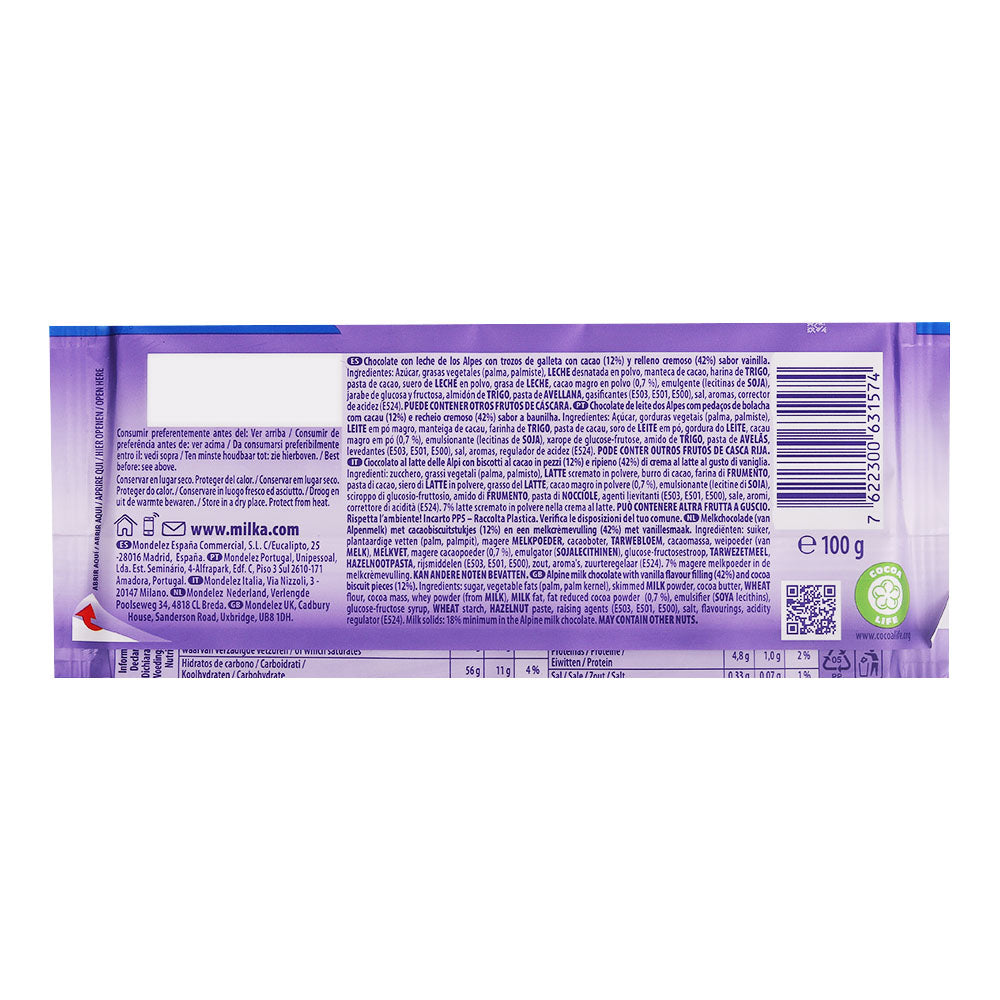 ABRIR AQUI / ABRIR AQUÍ / APRIRE QUI / HIER OPENEN / OPEN HERE
Consumir preferentemente antes del: Ver arriba / Consumir de
preferência antes de: ver acima / Da consumarsi preferibilmente
entro il: vedi sopra / Ten minste houdbaar tot: zie hierboven. / Best
before: see above.
Conservar en lugar seco. Proteger del calor. / Conservar em lugar seco.
Proteger do calor. / Conservare in luogo fresco ed asciutto. / Droog en
uit de warmte bewaren. / Store in a dry place. Protect from heat.
www.milka.com
ES Mondelez España Commercial, S.L. C/Eucalipto, 25
-28016 Madrid, España. PT Mondelez Portugal, Unipessoal,
Lda. Est. Seminário, 4-Alfrapark, Edf. C, Piso 3 Sul 2610-171
Amadora, Portugal. IT Mondelez Italia, Via Nizzoli, 3 -
20147 Milano. NL Mondelez Nederland, Verlengde
Poolseweg 34, 4818 CL Breda. GB Mondelez UK, Cadbury
House, Sanderson Road, Uxbridge, UB8 1DH.
ES Chocolate con leche de los Alpes con trozos de galleta con cacao (12%) y relleno cremoso (42%) sabor vainilla.
Ingredientes: Azúcar, grasas vegetales (palma, palmiste), LECHE desnatada en polvo, manteca de cacao, harina de TRIGO,
pasta de cacao, suero de LECHE en polvo, grasa de LECHE, cacao magro en polvo (0,7 %), emulgente (lecitinas de SOJA),
jarabe de glucosa y fructosa, almidón de TRIGO, pasta de AVELLANA, gasificantes (E503, E501, E500), sal, aromas, corrector
de acidez (E524). PUEDE CONTENER OTROS FRUTOS DE CÁSCARA. PT Chocolate de leite dos Alpes com pedaços de bolacha
com cacau (12%) e recheio cremoso (42%) sabor a baunilha. Ingredientes: Açúcar, gorduras vegetais (palma, palmiste),
LEITE em pó magro, manteiga de cacau, farinha de TRIGO, pasta de cacau, soro de LEITE em pó, gordura do LEITE, cacau
magro em pó (0,7 %), emulsionante (lecitinas de SOJA), xarope de glucose-frutose, amido de TRIGO, pasta de AVELÃS,
levedantes (E503, E501, E500), sal, aromas, regulador de acidez (E524). PODE CONTER OUTROS FRUTOS DE CASCA RIJA.
IT Cioccolato al latte delle Alpi con biscotti al cacao in pezzi (12%) e ripieno (42%) di crema al latte al gusto di vaniglia.
Ingredienti: zucchero, grassi vegetali (palma, palmisto), LATTE scremato in polvere, burro di cacao, farina di FRUMENTO,
pasta di cacao, siero di LATTE in polvere, grasso del LATTE, cacao magro in polvere (0,7 %), emulsionante (lecitine di SOIA),
sciroppo di glucosio-fruttosio, amido di FRUMENTO, pasta di NOCCIOLE, agenti lievitanti (E503, E501, E500), sale, aromi,
correttore di acidità (E524). 7% latte scremato in polvere nella crema al latte. PUÒ CONTENERE ALTRA FRUTTA A GUSCIO.
Rispetta l'ambiente! Incarto PP5 – Raccolta Plastica. Verifica le disposizioni del tuo comune. NL Melkchocolade (van
Alpenmelk) met cacaobiscuitstukjes (12%) en een melkcrèmevulling (42%) met vanillesmaak. Ingrediënten: suiker,
plantaardige vetten (palm, palmpit), magere MELKPOEDER, cacaoboter, TARWEBLOEM, cacaomassa, weipoeder (van
MELK), MELKVET, magere cacaopoeder (0,7 %), emulgator (SOJALECITHINEN), glucose-fructosestroop, TARWEZETMEEL,
HAZELNOOTPASTA, rijsmiddelen (E503, E501, E500), zout, aroma's, zuurteregelaar (E524). 7% magere melkpoeder in de
melkcrèmevulling. KAN ANDERE NOTEN BEVATTEN. GB Alpine milk chocolate with vanilla flavour filling (42%) and cocoa
biscuit pieces (12%). Ingredients: sugar, vegetable fats (palm, palm kernel), skimmed MILK powder, cocoa butter, WHEAT
flour, cocoa mass, whey powder (from MILK), MILK fat, fat reduced cocoa powder (0,7 %), emulsifier (SOYA lecithins),
glucose-fructose syrup, WHEAT starch, HAZELNUT paste, raising agents (E503, E501, E500), salt, flavourings, acidity
regulator (E524). Milk solids: 18% minimum in the Alpine milk chocolate. MAY CONTAIN OTHER NUTS.
7 622300 631574
e 100 g
COCOA
LIFE
www.cocoalife.org
Inform
Declar
Dichiara
Voeding
Nutri
waarvan verzadigde vetzuren / of which saturates
Hidratos de carbono / Carboidrati /
Koolhydraten / Carbohydrate
56 g 11 g 4 %
Proteínas / Proteine /
Eiwitten / Protein
4,8 g 1,0 g 2 %
Sal / Sale / Zout / Salt
0,33 g 0,07 g 1 %
05
PP